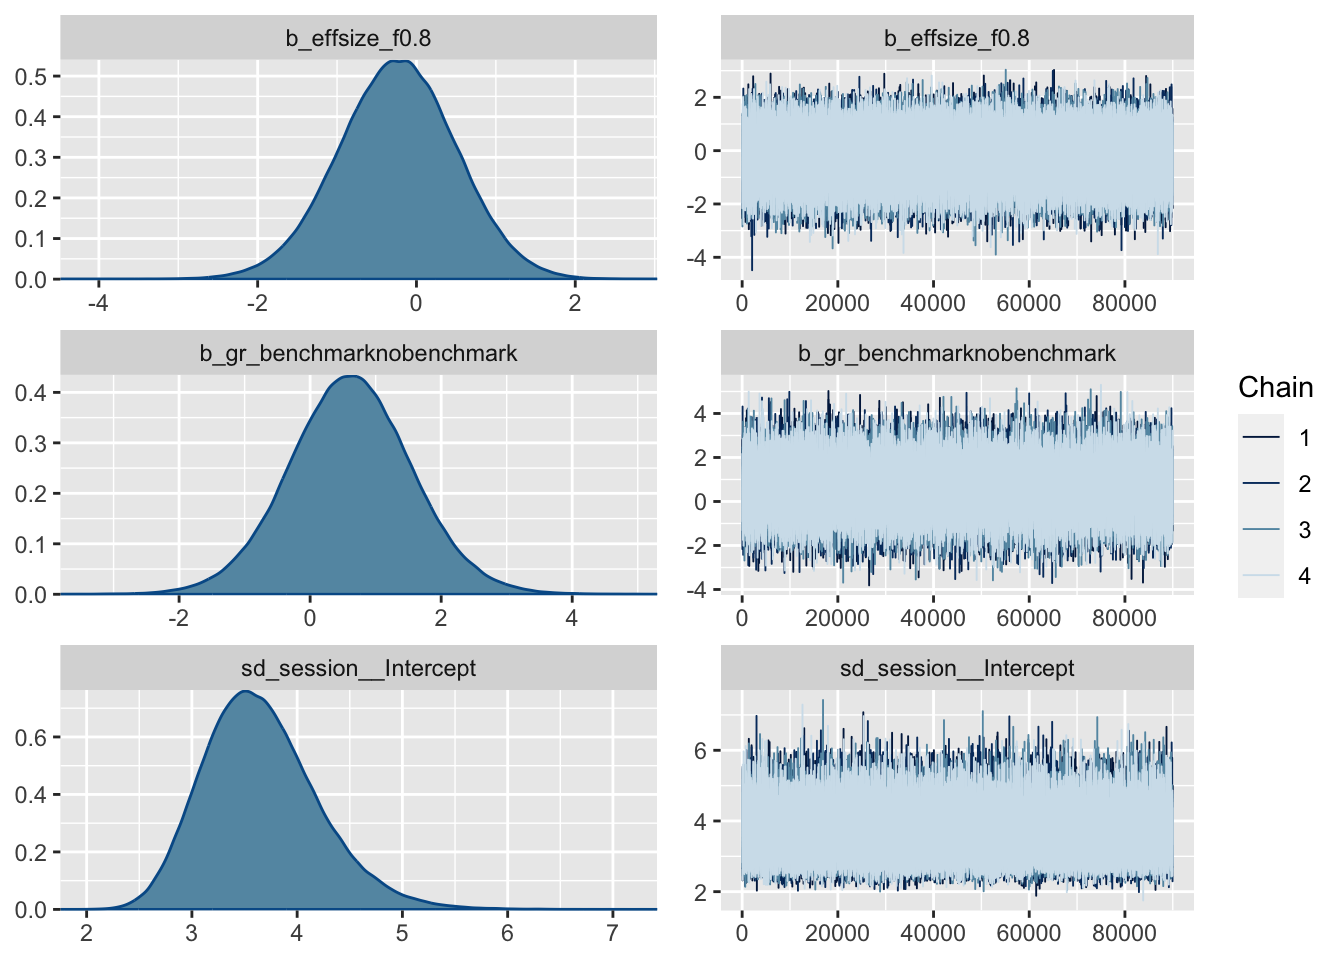 b_effsize_f0.8
0.5
0.4
0.3
0.2
0.1
0.0
-4 -2 0 2
b_effsize_f0.8
2
0
-2
-4
0 20000 40000 60000 80000
b_gr_benchmarknobenchmark
0.4
0.3
0.2
0.1
0.0
-2 0 2 4
b_gr_benchmarknobenchmark
4
2
0
-2
-4
0 20000 40000 60000 80000
sd_session__Intercept
0.6
0.4
0.2
0.0
2 3 4 5 6 7
sd_session__Intercept
6
4
2
0 20000 40000 60000 80000
Chain
1
2
3
4